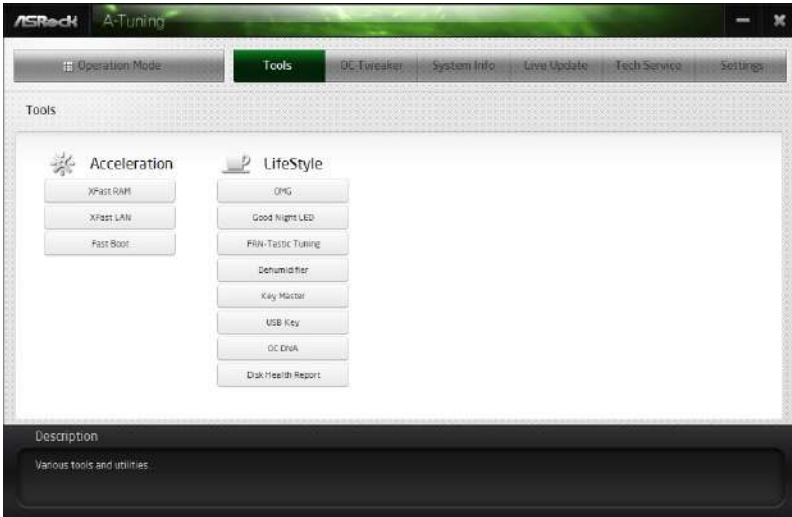 ASRock A-Tuning
Operation Mode Tools OC Tweaker System Info Live Update Tech Service Settings
Tools
Acceleration
XFast RAM
XFast LAN
Fast Boot
LifeStyle
OMG
Good Night LED
FAN-Tastic Tuning
Dehumidifier
Key Master
USB Key
OC DNA
Disk Health Report
Description
Various tools and utilities.